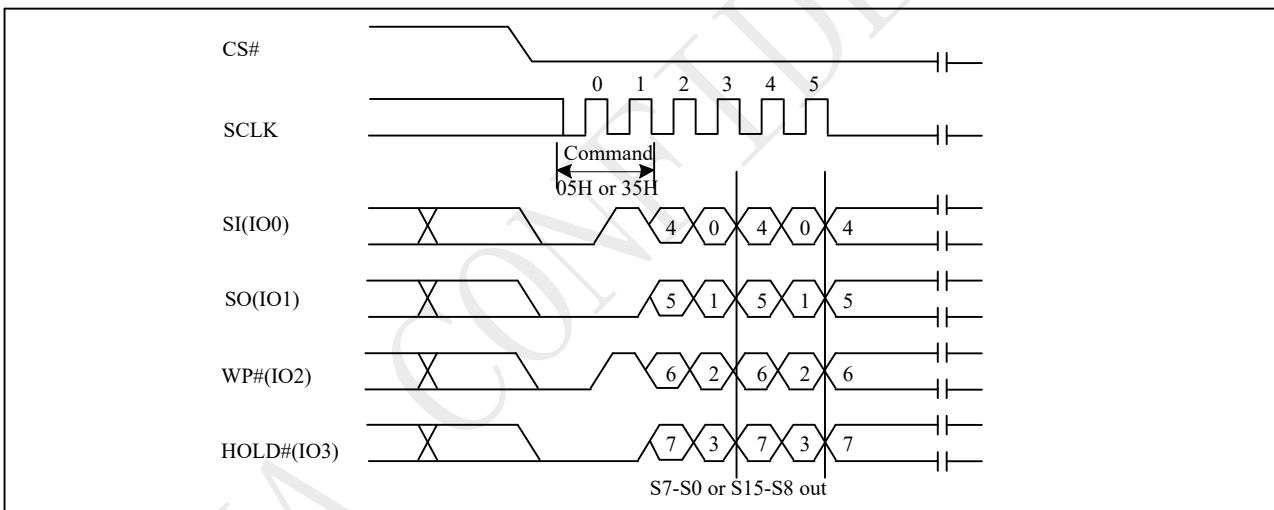 CS#
0 1 2 3 4 5
SCLK
Command
05H or 35H
SI(IO0) 4 0 4 0 4
SO(IO1) 5 1 5 1 5
WP#(IO2) 6 2 6 2 6
HOLD#(IO3) 7 3 7 3 7
S7-S0 or S15-S8 out